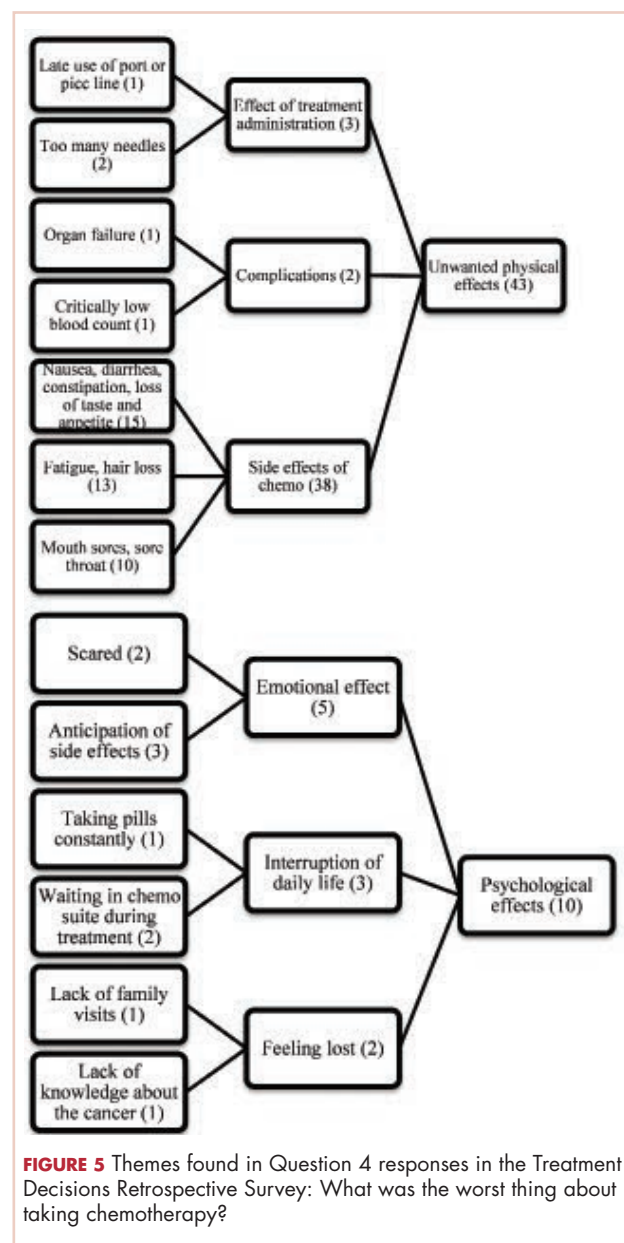 Late use of port or
picc line (1)
Too many needles
(2)
Effect of treatment
administration (3)
Organ failure (1)
Critically low
blood count (1)
Complications (2)
Nausea, diarrhea,
constipation, loss
of taste and
appetite (15)
Fatigue, hair loss
(13)
Mouth sores, sore
throat (10)
Side effects of
chemo (38)
Unwanted physical
effects (43)
Scared (2)
Anticipation of
side effects (3)
Emotional effect
(5)
Taking pills
constantly (1)
Waiting in chemo
suite during
treatment (2)
Interruption of
daily life (3)
Lack of family
visits (1)
Lack of
knowledge about
the cancer (1)
Feeling lost (2)
Psychological
effects (10)
FIGURE 5 Themes found in Question 4 responses in the Treatment
Decisions Retrospective Survey: What was the worst thing about
taking chemotherapy?